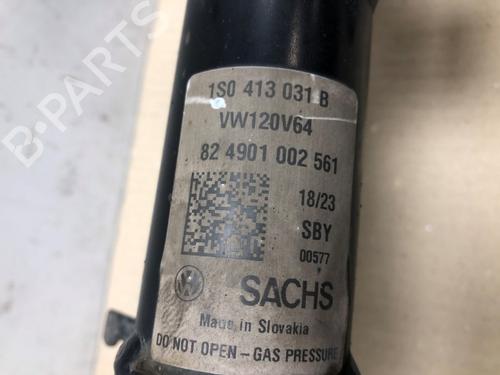 1S0 413 031 B
VW120V64
82 4901 002 561
18/23
SBY
00577
SACHS
Made in Slovakia
DO NOT OPEN - GAS PRESSURE
B-PARTS